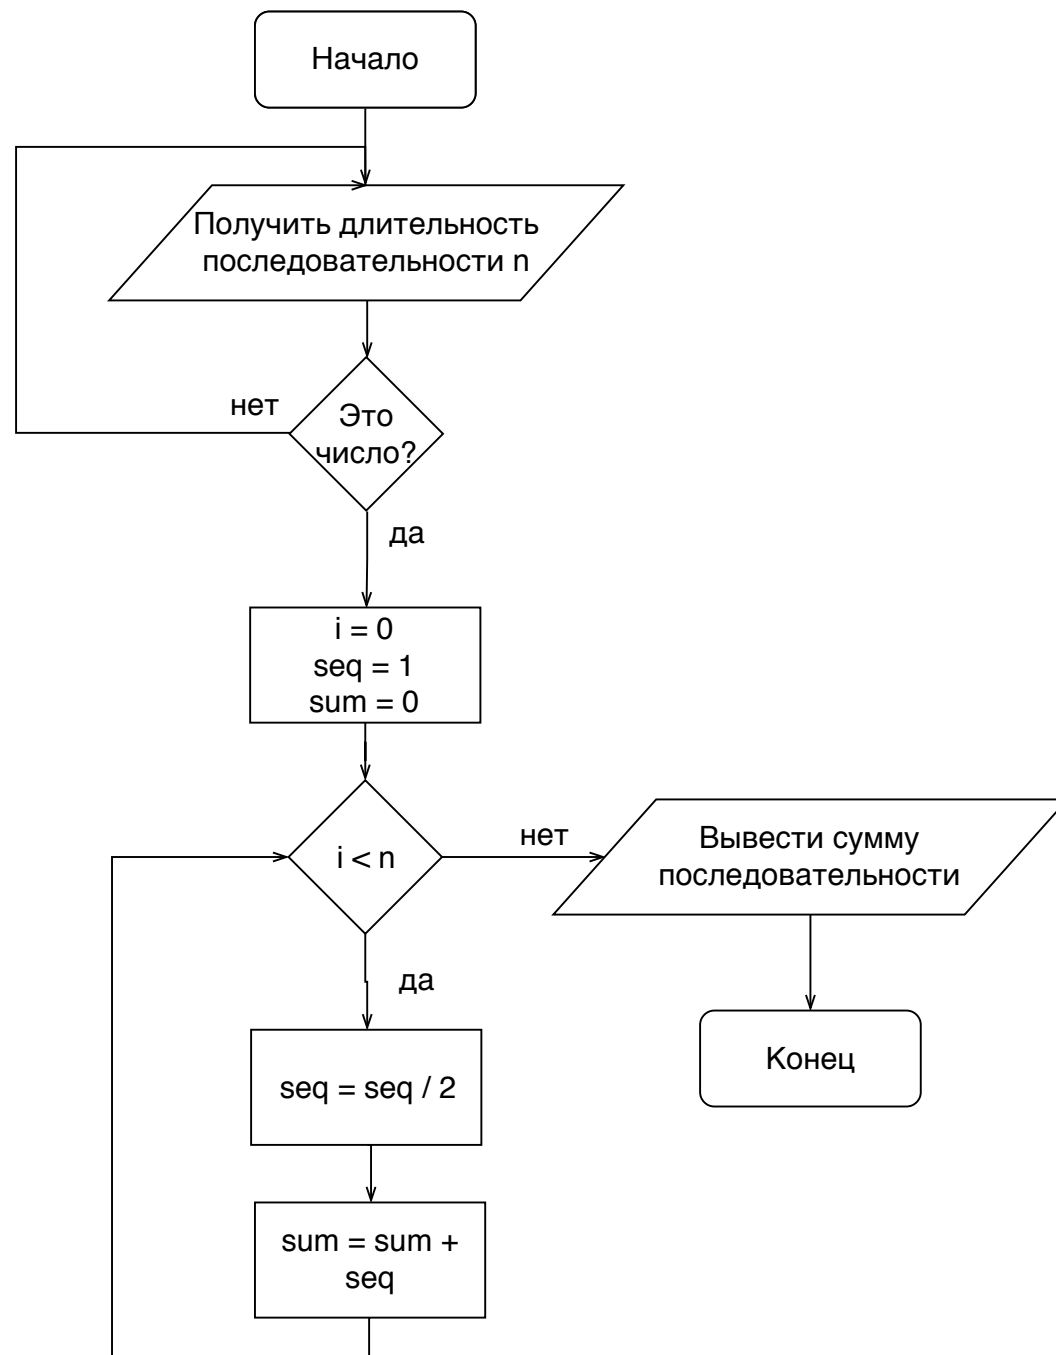 Начало
Получить длительность
последовательности n
нет
Это
число?
да
i = 0
seq = 1
sum = 0
i < n
нет
Вывести сумму
последовательности
да
Конец
seq = seq / 2
sum = sum +
seq